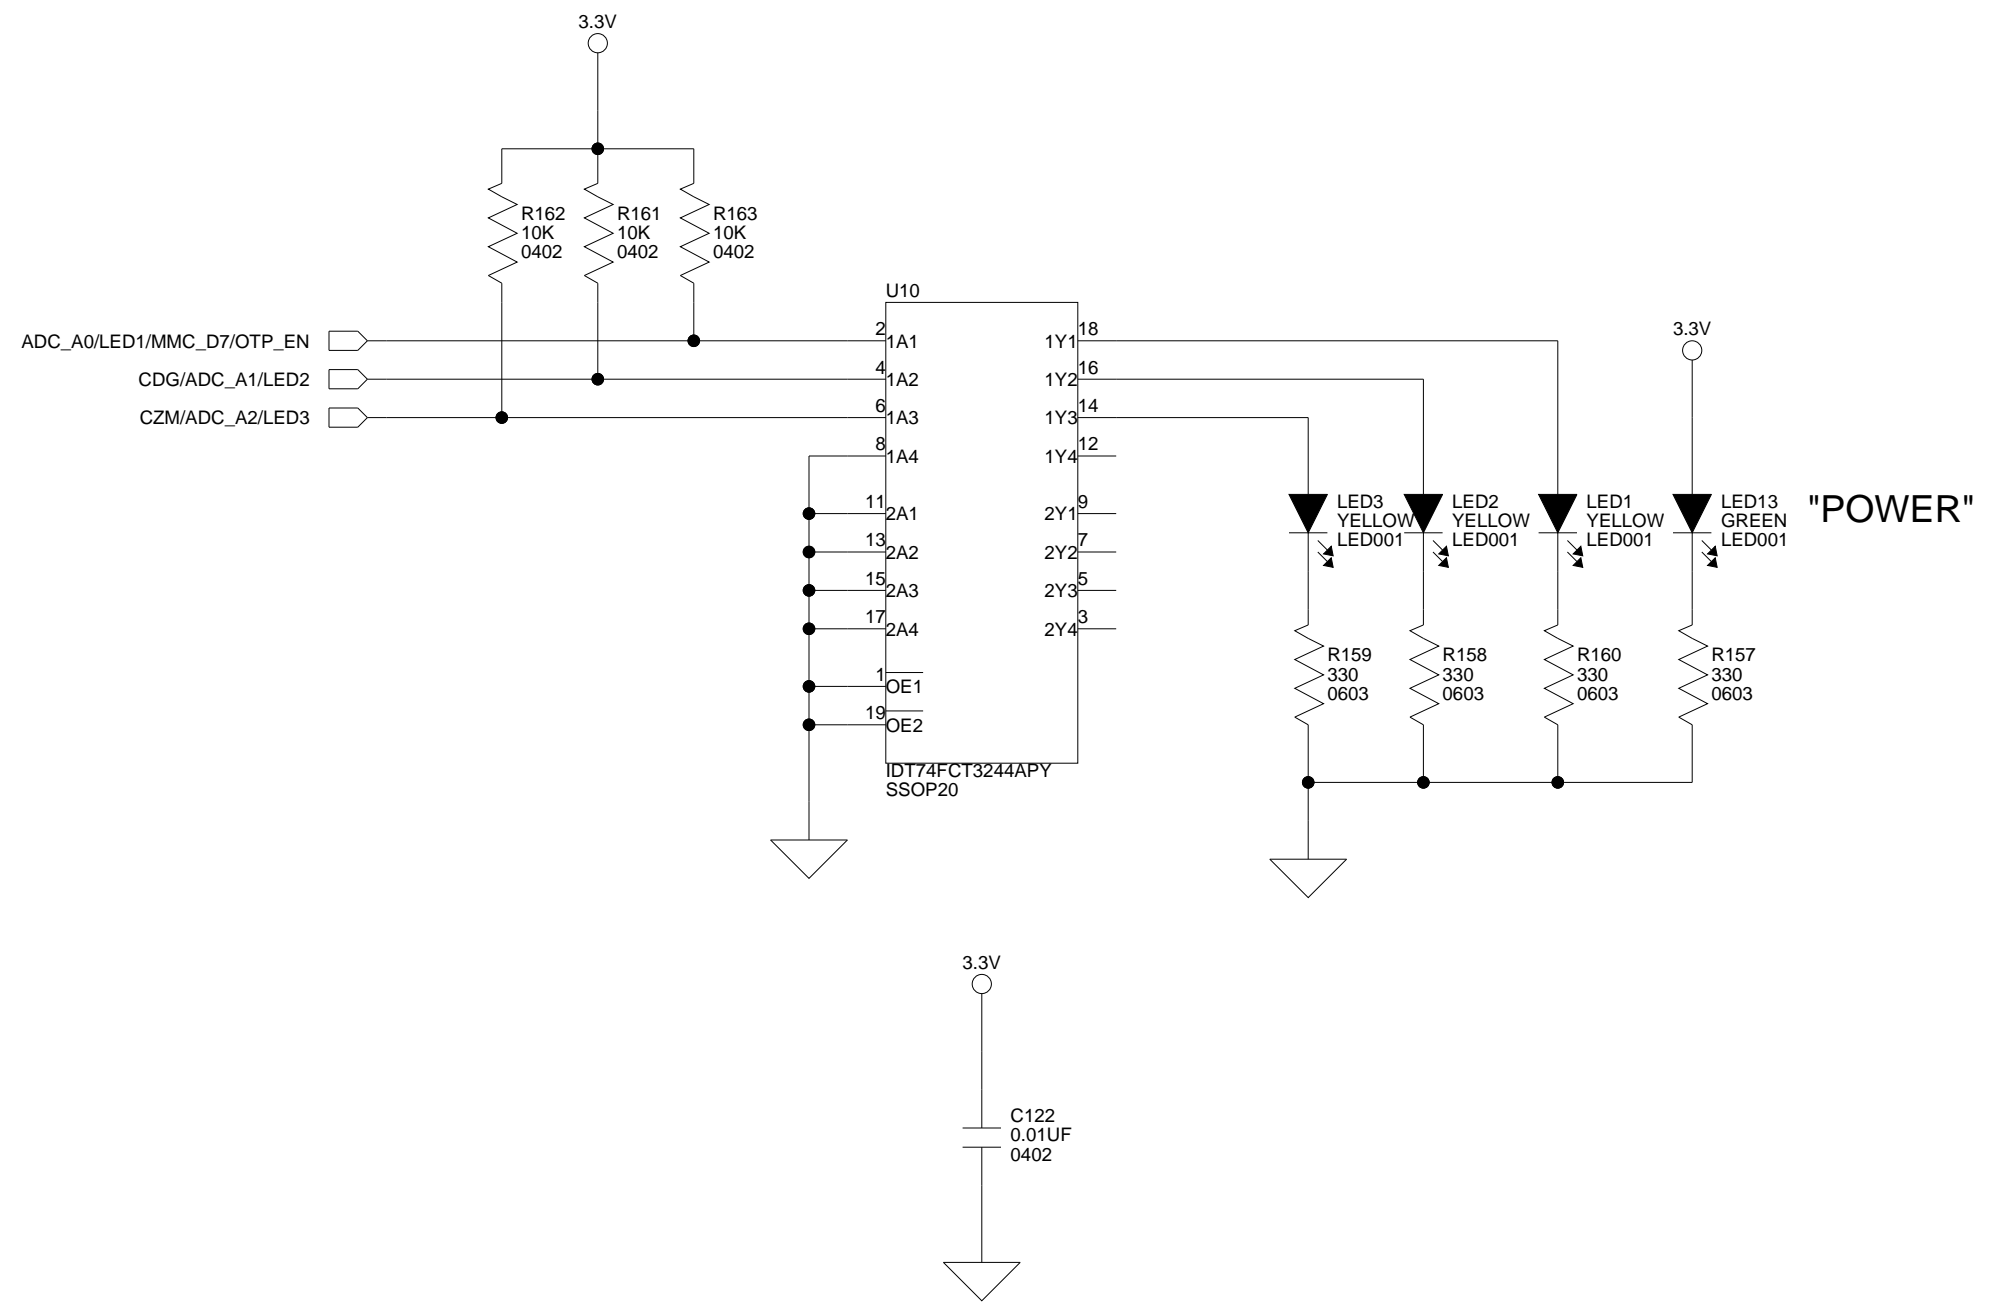 3.3V
R162
10K
0402
R161
10K
0402
R163
10K
0402
ADC_A0/LED1/MMC_D7/OTP_EN
CDG/ADC_A1/LED2
CZM/ADC_A2/LED3
U10
2
1A1
4
1A2
6
1A3
8
1A4
11
2A1
13
2A2
15
2A3
17
2A4
1
OE1
19
OE2
18
1Y1
16
1Y2
14
1Y3
12
1Y4
9
2Y1
7
2Y2
5
2Y3
3
2Y4
IDT74FCT3244APY
SSOP20
3.3V
LED3
YELLOW
LED001
LED2
YELLOW
LED001
LED1
YELLOW
LED001
LED13
GREEN
LED001
"POWER"
R159
330
0603
R158
330
0603
R160
330
0603
R157
330
0603
3.3V
C122
0.01UF
0402